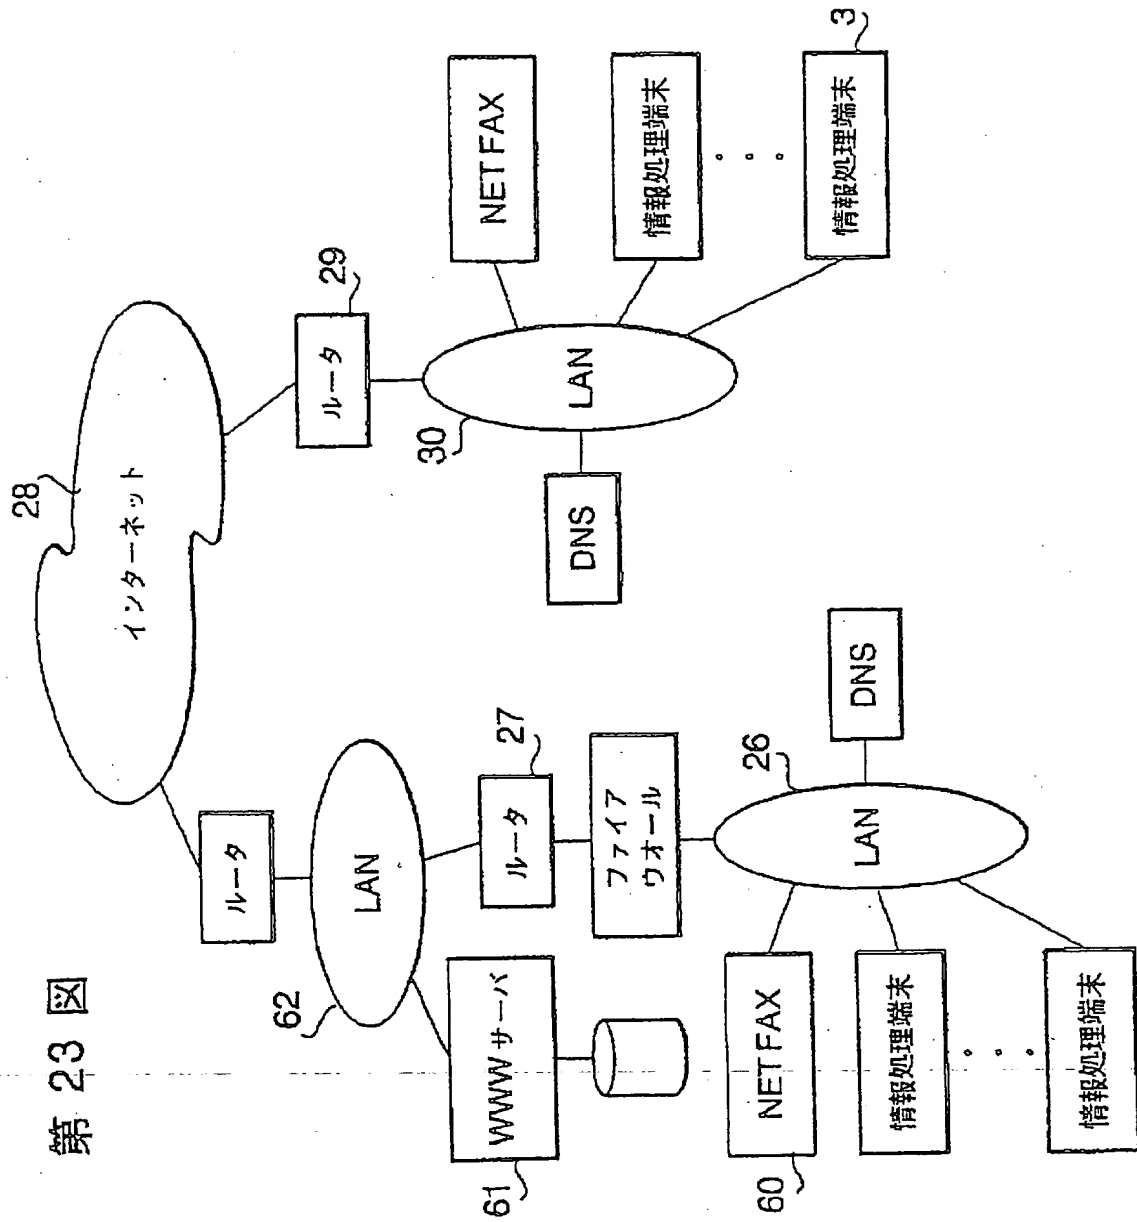 第 23 図
28
インターネット
ルータ
62
LAN
61
WWW サーバ
ルータ
27
ファイア
ウオール
26
LAN
DNS
60
NET FAX
情報処理端末
・・・
情報処理端末
ルータ
29
30
LAN
DNS
NET FAX
情報処理端末
・・・
情報処理端末
3